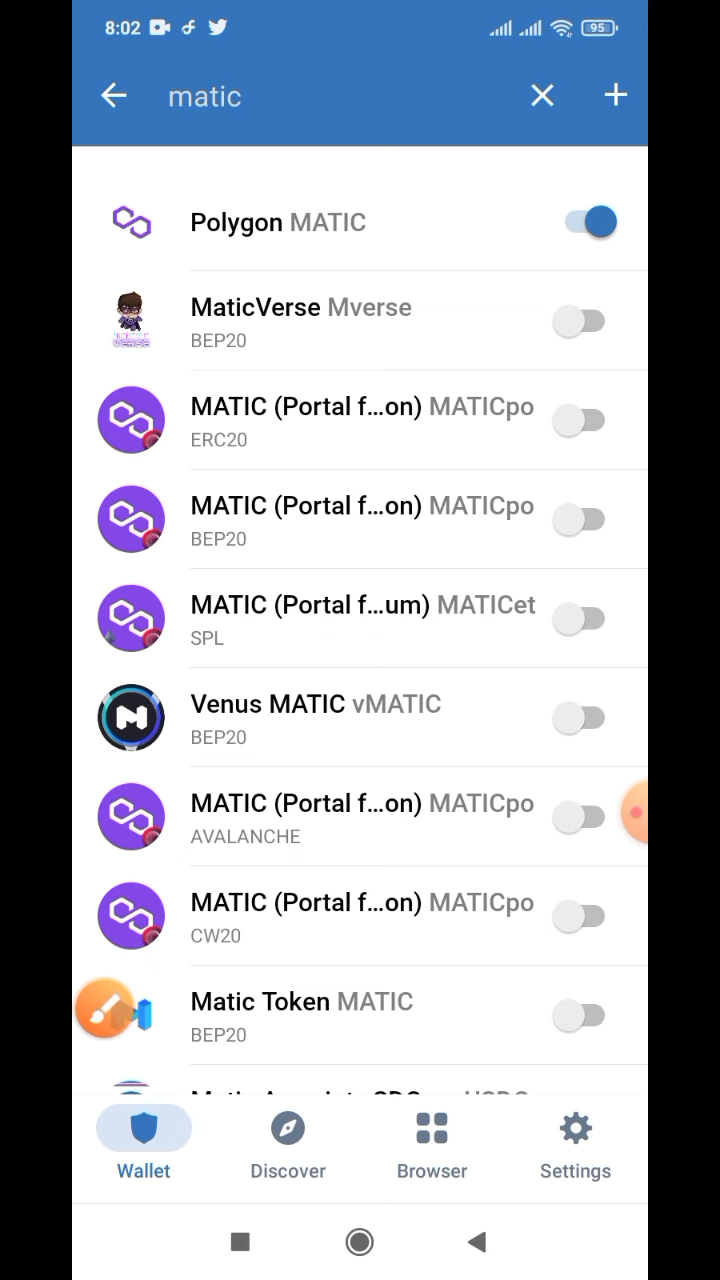 8:02
95
matic
Polygon MATIC
MaticVerse Mverse
BEP20
MATIC (Portal f...on) MATICpo
ERC20
MATIC (Portal f...on) MATICpo
BEP20
MATIC (Portal f...um) MATICet
SPL
Venus MATIC vMATIC
BEP20
MATIC (Portal f...on) MATICpo
AVALANCHE
MATIC (Portal f...on) MATICpo
CW20
Matic Token MATIC
BEP20
Wallet
Discover
Browser
Settings